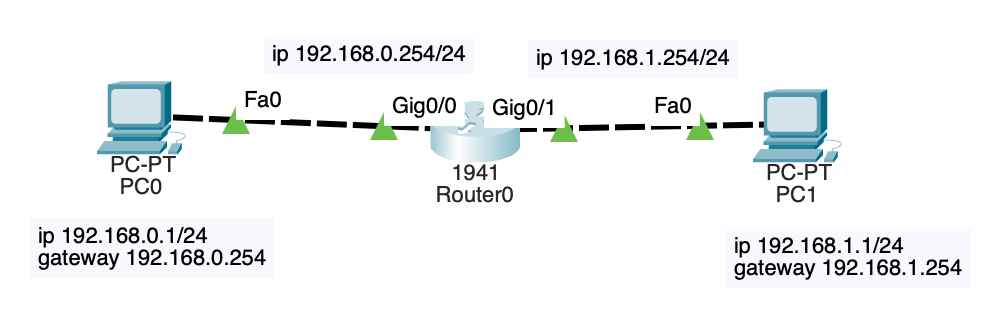 ip 192.168.0.254/24
ip 192.168.1.254/24
Fa0
Gig0/0
Gig0/1
Fa0
PC-PT
PC0
1941
Router0
PC-PT
PC1
ip 192.168.0.1/24
gateway 192.168.0.254
ip 192.168.1.1/24
gateway 192.168.1.254